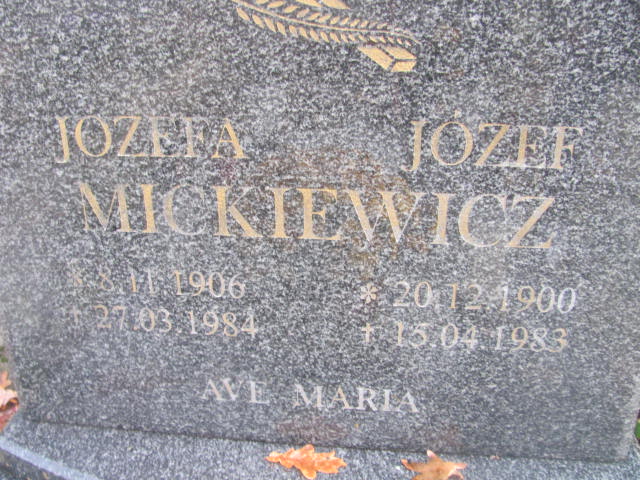 JÓZEFA JÓZEF
MICKIEWICZ
* 8.11 1906 * 20.12.1900
† 27.03 1984 † 15.04 1983
AVE MARIA